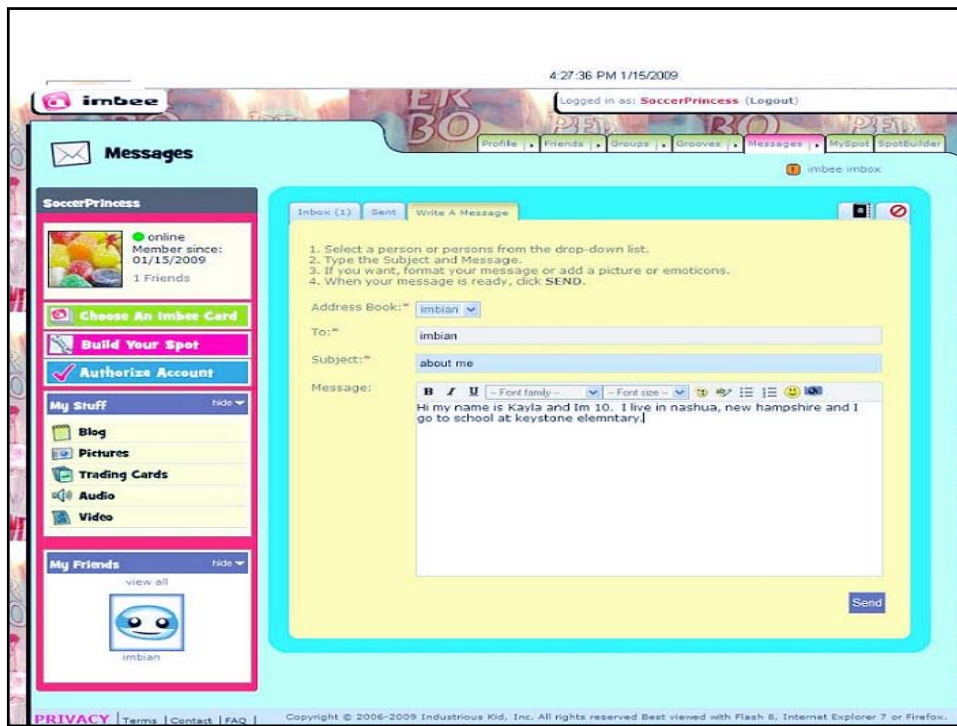 4:27:36 PM 1/15/2009
imbee
Logged in as: SoccerPrincess (Logout)
Messages
Profile Friends Groups Grooves Messages MySpot SpotBuilder
imbee imbox
SoccerPrincess
online
Member since:
01/15/2009
1 Friends
Choose An Imbee Card
Build Your Spot
Authorize Account
My Stuff hide
Blog
Pictures
Trading Cards
Audio
Video
My Friends hide
view all
imbian
Inbox (1) Sent Write A Message
1. Select a person or persons from the drop-down list.
2. Type the Subject and Message.
3. If you want, format your message or add a picture or emoticons.
4. When your message is ready, click SEND.
Address Book:* imbian
To:* imbian
Subject:* about me
Message:
B I U -- Font family -- -- Font size --
Hi my name is Kayla and Im 10. I live in nashua, new hampshire and I
go to school at keystone elemntary.
Send
PRIVACY | Terms | Contact | FAQ |
Copyright © 2006-2009 Industrious Kid, Inc. All rights reserved Best viewed with Flash 8, Internet Explorer 7 or Firefox.